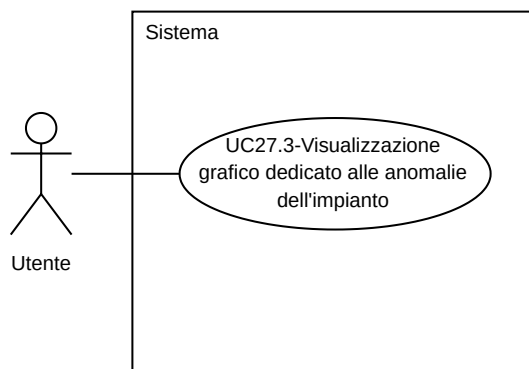 Sistema
UC27.3-Visualizzazione
grafico dedicato alle anomalie
dell'impianto
Utente